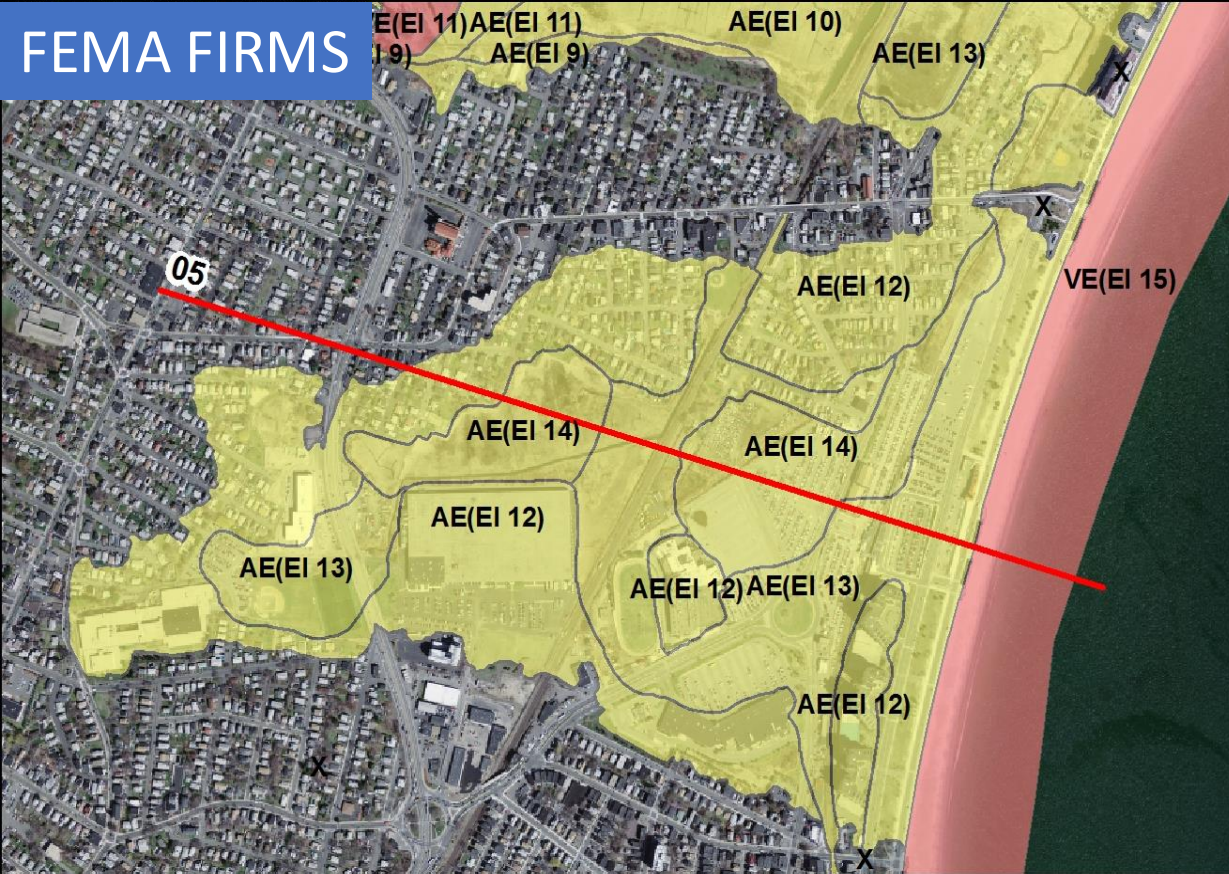 FEMA FIRMS
VE(El 11)
AE(El 11)
AE(El 10)
AE(El 9)
AE(El 13)
X
X
05
VE(El 15)
AE(El 12)
AE(El 14)
AE(El 14)
AE(El 12)
AE(El 13)
AE(El 12)
AE(El 13)
AE(El 12)
X
X